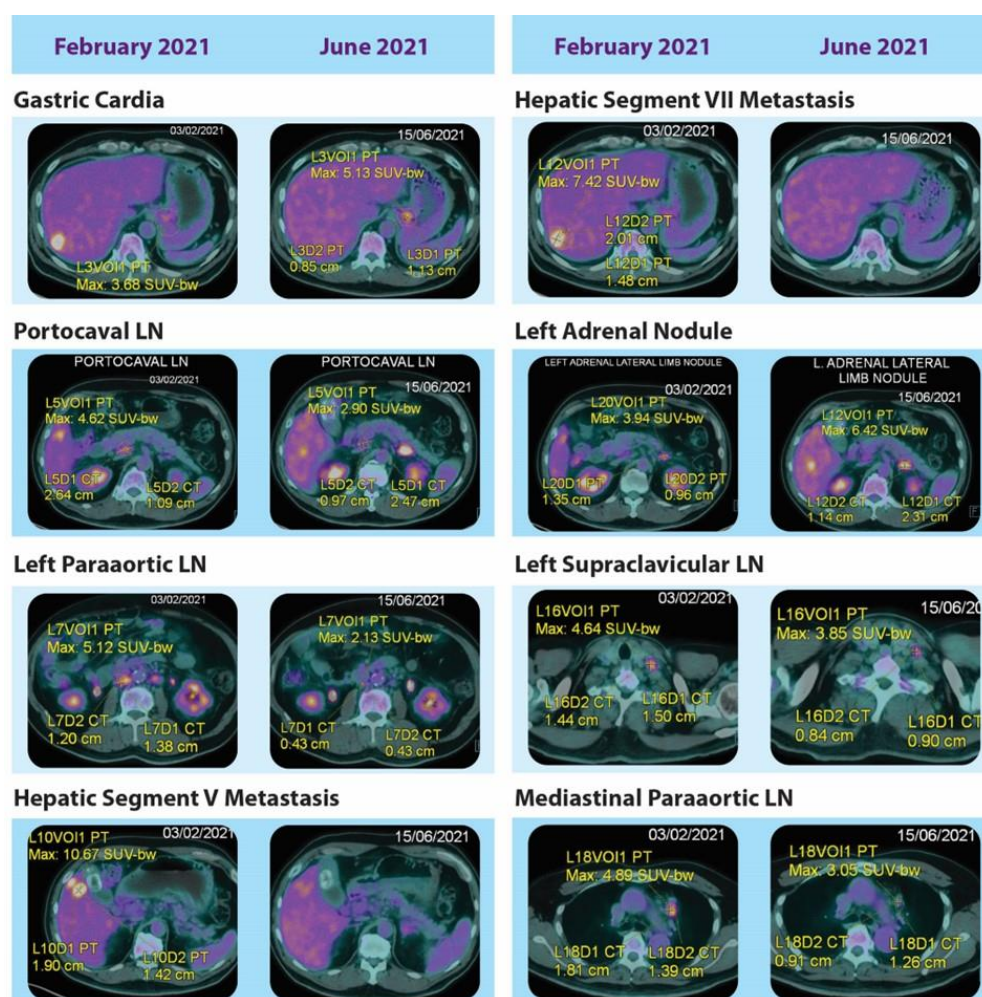 February 2021
June 2021
February 2021
June 2021
Gastric Cardia
03/02/2021
L3VOI1 PT
Max: 3.68 SUV-bw
15/06/2021
L3VOI1 PT
Max: 5.13 SUV-bw
L3D2 PT
0.85 cm
L3D1 PT
1.13 cm
Hepatic Segment VII Metastasis
03/02/2021
L12VOI1 PT
Max: 7.42 SUV-bw
L12D2 PT
2.01 cm
L12D1 PT
1.48 cm
15/06/2021
Portocaval LN
PORTOCAVAL LN
03/02/2021
L5VOI1 PT
Max: 4.62 SUV-bw
L5D1 CT
2.64 cm
L5D2 CT
1.09 cm
PORTOCAVAL LN
15/06/2021
L5VOI1 PT
Max: 2.90 SUV-bw
L5D2 CT
0.97 cm
L5D1 CT
2.47 cm
Left Adrenal Nodule
LEFT ADRENAL LATERAL LIMB NODULE
03/02/2021
L20VOI1 PT
Max: 3.94 SUV-bw
L20D1 PT
1.35 cm
L20D2 PT
0.96 cm
L. ADRENAL LATERAL
LIMB NODULE
15/06/2021
L12VOI1 PT
Max: 6.42 SUV-bw
L12D2 CT
1.14 cm
L12D1 CT
2.31 cm
F
Left Paraaortic LN
03/02/2021
L7VOI1 PT
Max: 5.12 SUV-bw
L7D2 CT
1.20 cm
L7D1 CT
1.38 cm
15/06/2021
L7VOI1 PT
Max: 2.13 SUV-bw
L7D1 CT
0.43 cm
L7D2 CT
0.43 cm
Left Supraclavicular LN
03/02/2021
L16VOI1 PT
Max: 4.64 SUV-bw
L16D2 CT
1.44 cm
L16D1 CT
1.50 cm
15/06/20
L16VOI1 PT
Max: 3.85 SUV-bw
L16D2 CT
0.84 cm
L16D1 CT
0.90 cm
Hepatic Segment V Metastasis
03/02/2021
L10VOI1 PT
Max: 10.67 SUV-bw
L10D1 PT
1.90 cm
L10D2 PT
1.42 cm
15/06/2021
Mediastinal Paraaortic LN
03/02/2021
L18VOI1 PT
Max: 4.89 SUV-bw
L18D1 CT
1.81 cm
L18D2 CT
1.39 cm
15/06/2021
L18VOI1 PT
Max: 3.05 SUV-bw
L18D2 CT
0.91 cm
L18D1 CT
1.26 cm